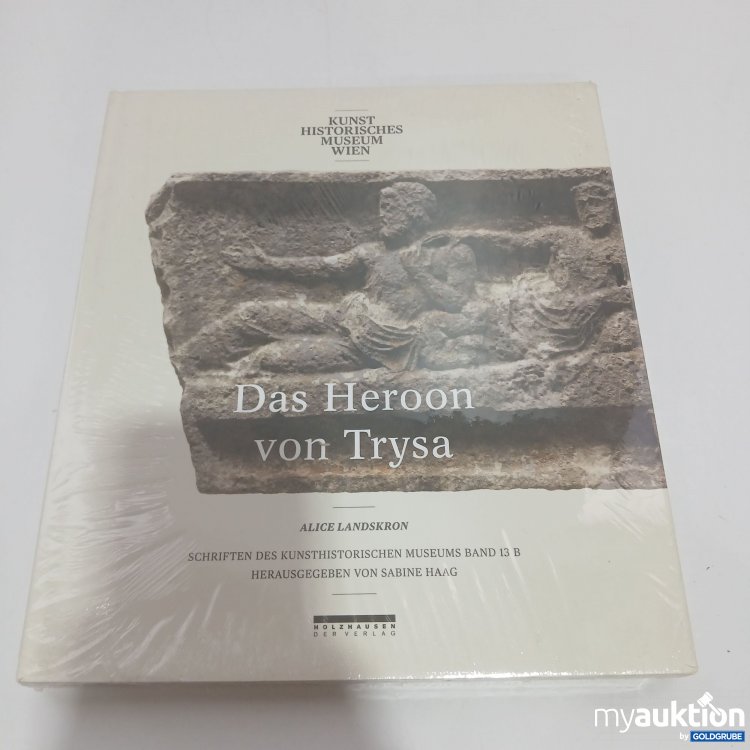 KUNST
HISTORISCHES
MUSEUM
WIEN
Das Heroon
von Trysa
ALICE LANDSKRON
SCHRIFTEN DES KUNSTHISTORISCHEN MUSEUMS BAND 13 B
HERAUSGEGEBEN VON SABINE HAAG
HOLZHAUSEN
DER VERLAG
myauktion
by GOLDGRUBE